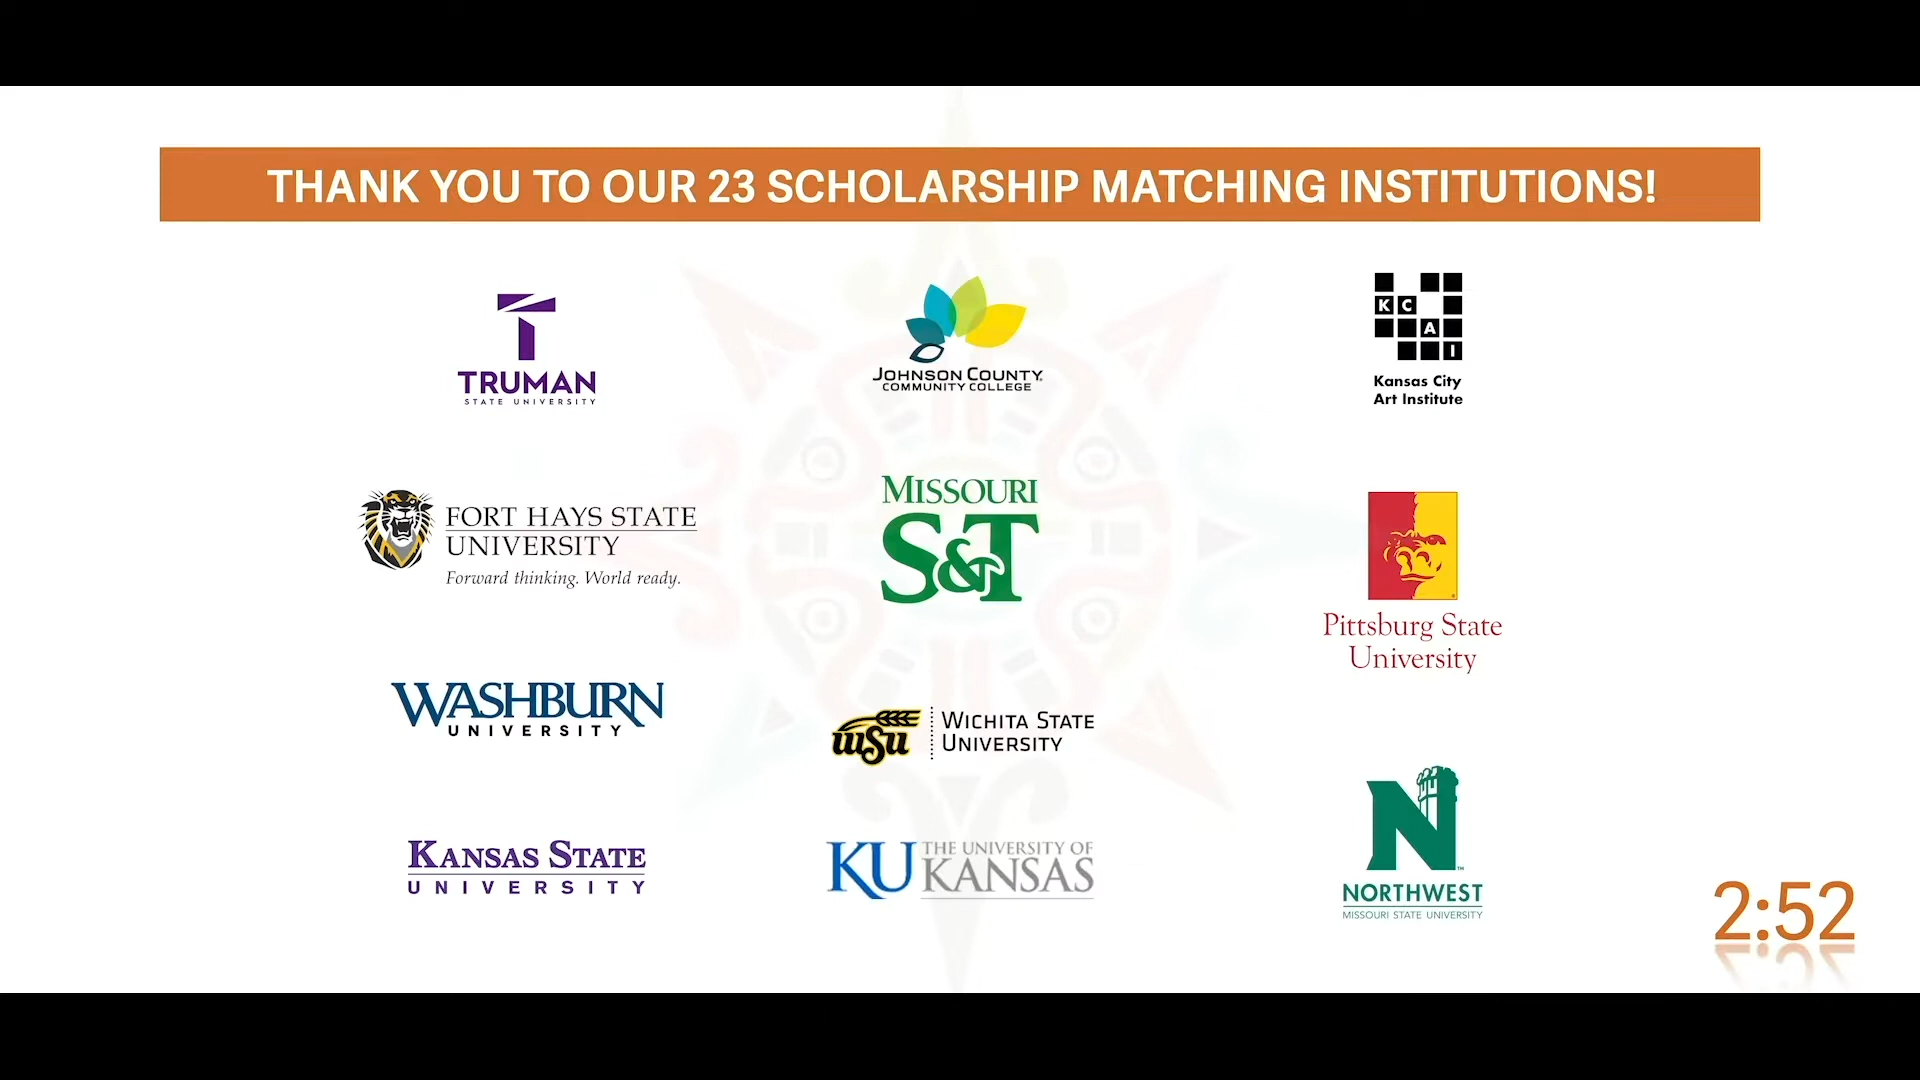 THANK YOU TO OUR 23 SCHOLARSHIP MATCHING INSTITUTIONS!
TRUMAN
STATE UNIVERSITY
JOHNSON COUNTY
COMMUNITY COLLEGE
K C
A
I
Kansas City
Art Institute
FORT HAYS STATE
UNIVERSITY
Forward thinking. World ready.
MISSOURI
S&T
Pittsburg State
University
WASHBURN
UNIVERSITY
WSU
WICHITA STATE
UNIVERSITY
KANSAS STATE
UNIVERSITY
KU THE UNIVERSITY OF
KANSAS
N
NORTHWEST
MISSOURI STATE UNIVERSITY
2:52